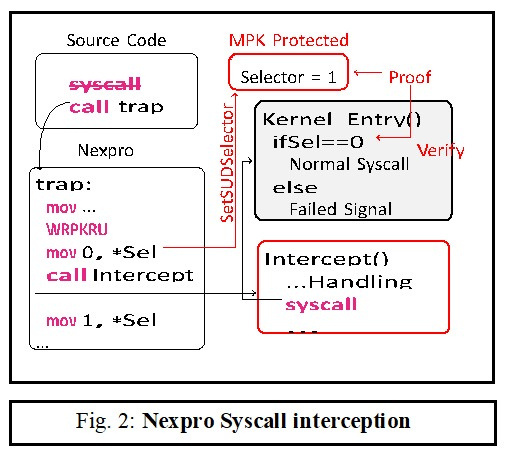 Source Code
syscall
call trap
MPK Protected
Selector = 1
Proof
SetSUDSelector
Kernel Entry()
ifSel==0
Verify
Normal Syscall
else
Failed Signal
Nexpro
trap:
mov ...
WRPKRU
mov 0, *Sel
call Intercept
mov 1, *Sel
...
Intercept()
...Handling
syscall
...
Fig. 2: Nexpro Syscall interception